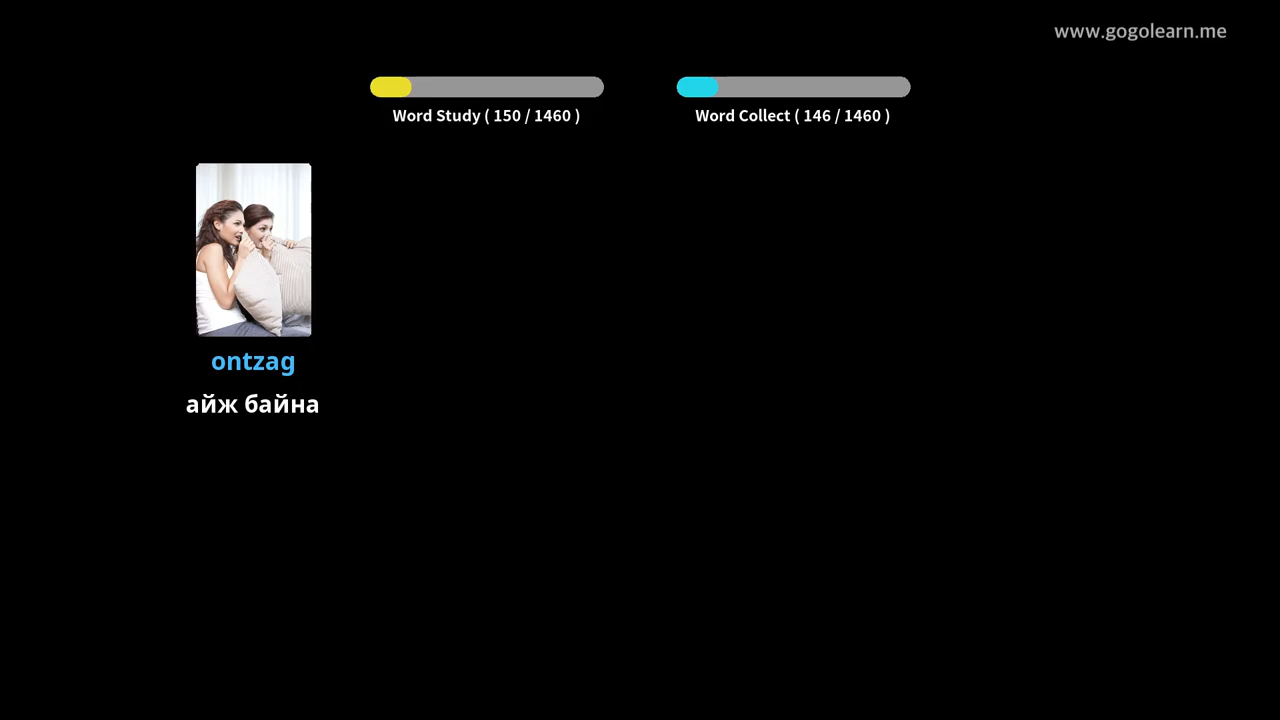 www.gogolearn.me
Word Study ( 150 / 1460 )
Word Collect ( 146 / 1460 )
ontzag
айж байна